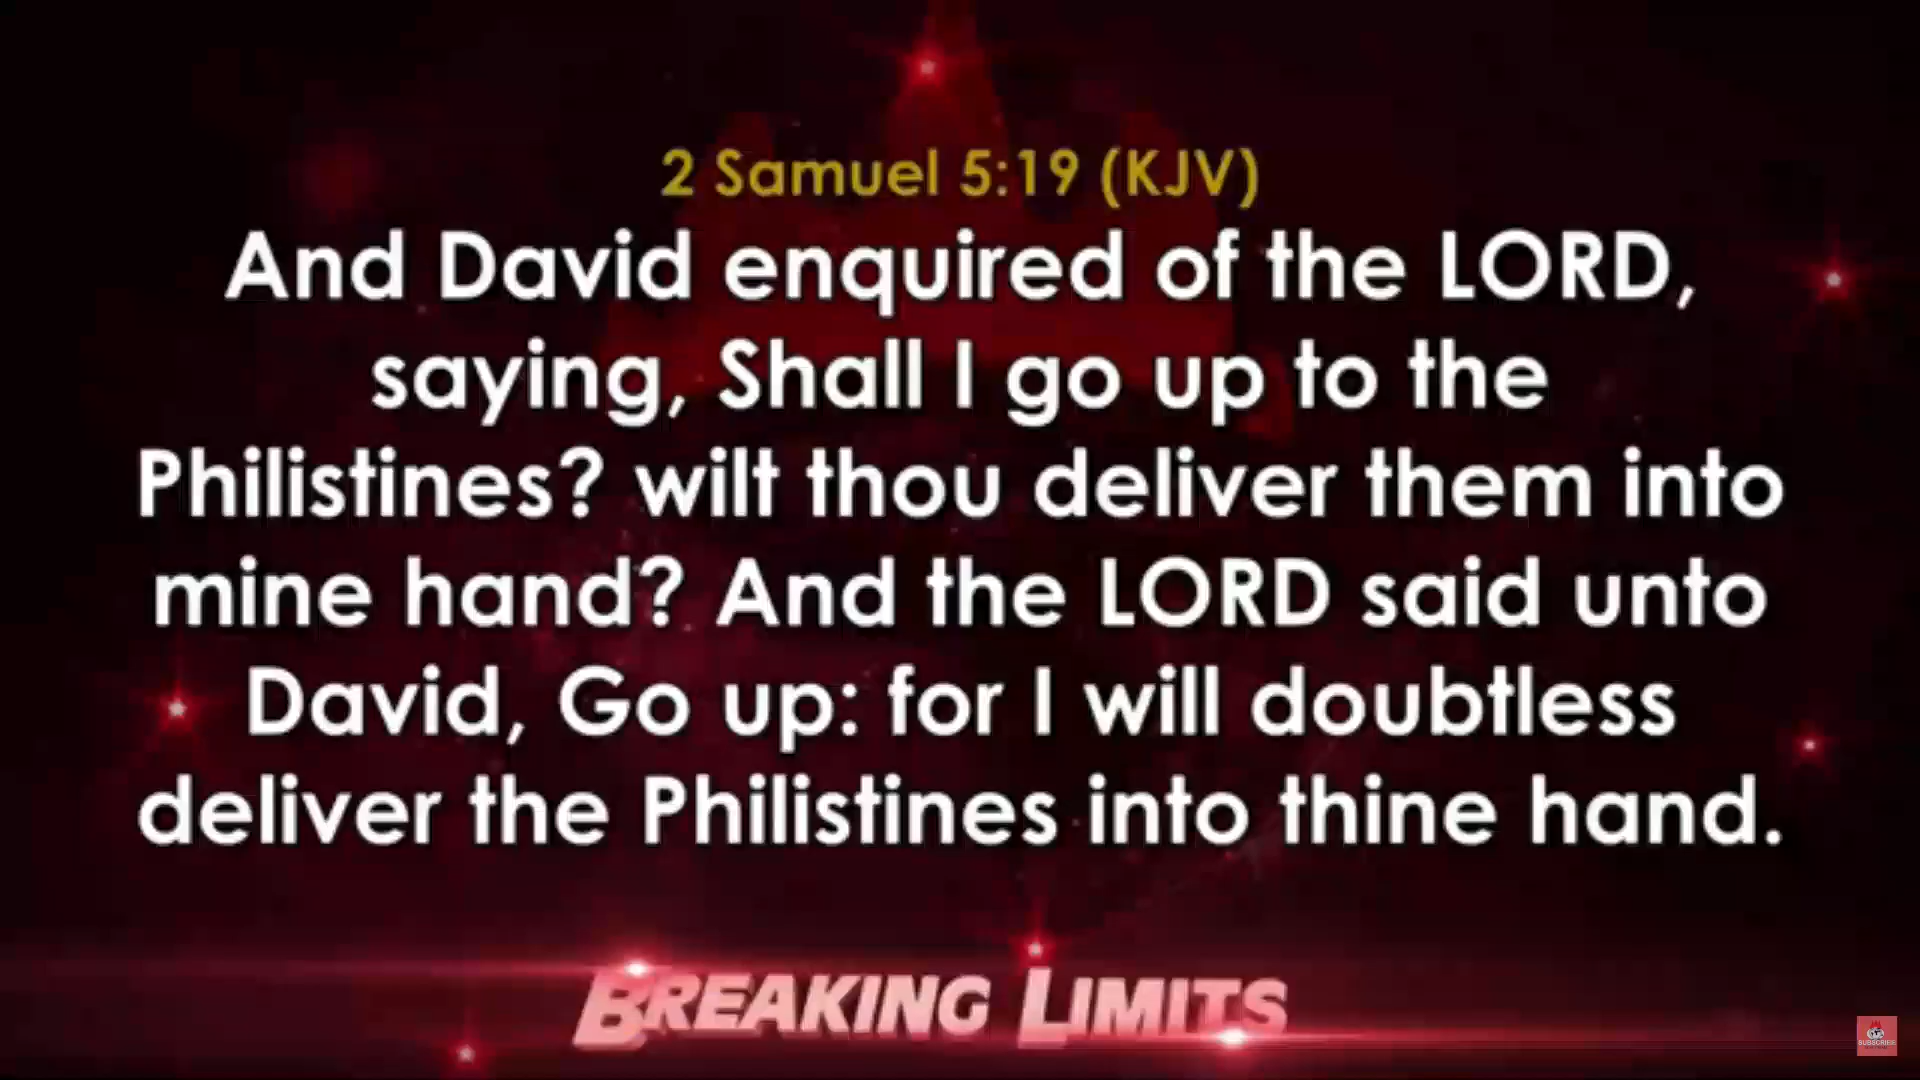 2 Samuel 5:19 (KJV)
And David enquired of the LORD,
saying, Shall I go up to the
Philistines? wilt thou deliver them into
mine hand? And the LORD said unto
David, Go up: for I will doubtless
deliver the Philistines into thine hand.
BREAKING LIMITS
SUBSCRIBE